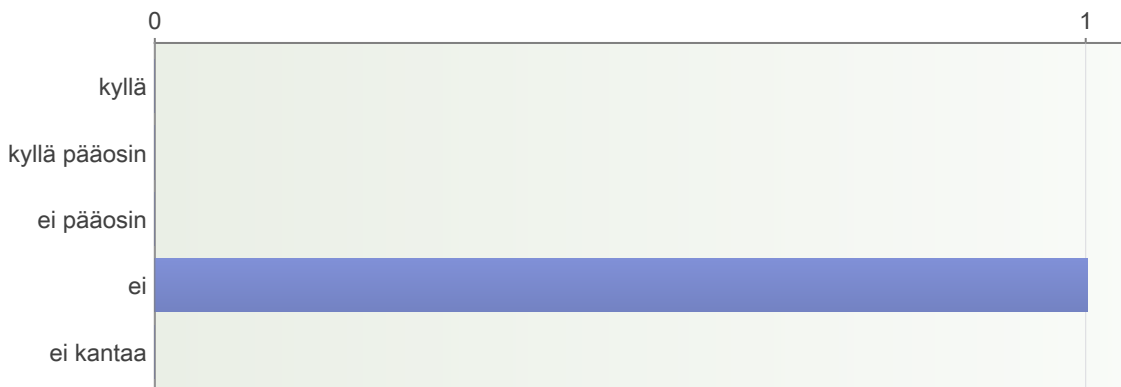 0 1
kyllä
kyllä pääosin
ei pääosin
ei
ei kantaa